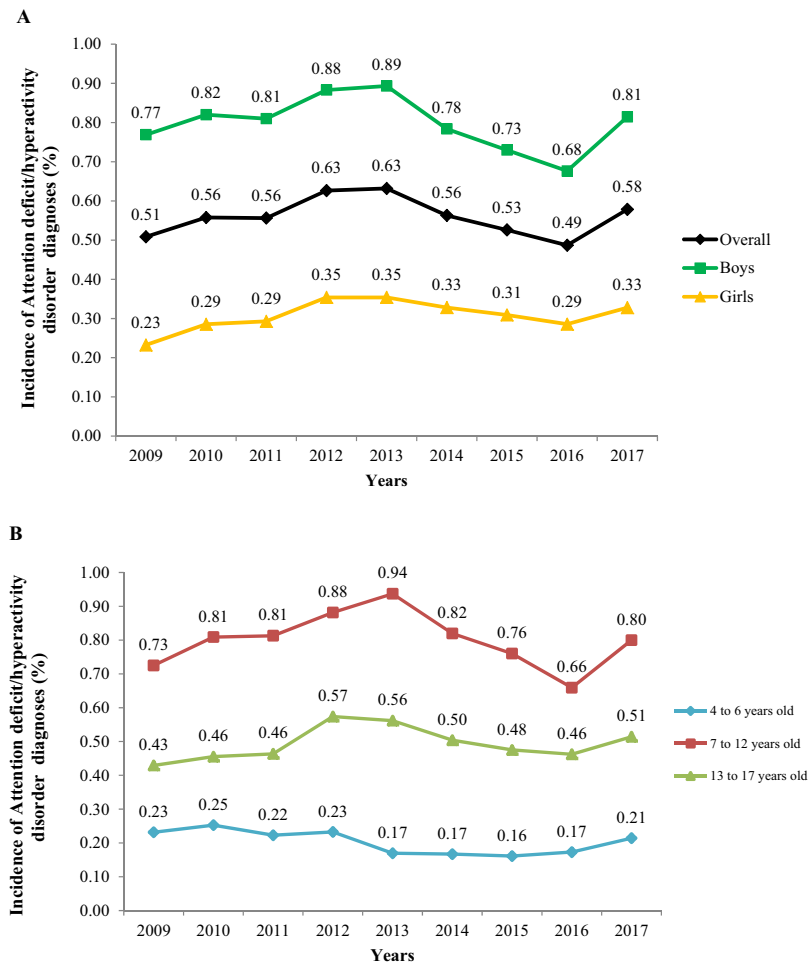 A
Incidence of Attention deficit/hyperactivity
disorder diagnoses (%)
1.00
0.90
0.80
0.70
0.60
0.50
0.40
0.30
0.20
0.10
0.00
0.77 0.82 0.81 0.88 0.89 0.78 0.73 0.68 0.81
0.51 0.56 0.56 0.63 0.63 0.56 0.53 0.49 0.58
0.23 0.29 0.29 0.35 0.35 0.33 0.31 0.29 0.33
2009 2010 2011 2012 2013 2014 2015 2016 2017
Years
Overall
Boys
Girls
B
Incidence of Attention deficit/hyperactivity
disorder diagnoses (%)
1.00
0.90
0.80
0.70
0.60
0.50
0.40
0.30
0.20
0.10
0.00
0.73 0.81 0.81 0.88 0.94 0.82 0.76 0.66 0.80
0.43 0.46 0.46 0.57 0.56 0.50 0.48 0.46 0.51
0.23 0.25 0.22 0.23 0.17 0.17 0.16 0.17 0.21
2009 2010 2011 2012 2013 2014 2015 2016 2017
Years
4 to 6 years old
7 to 12 years old
13 to 17 years old